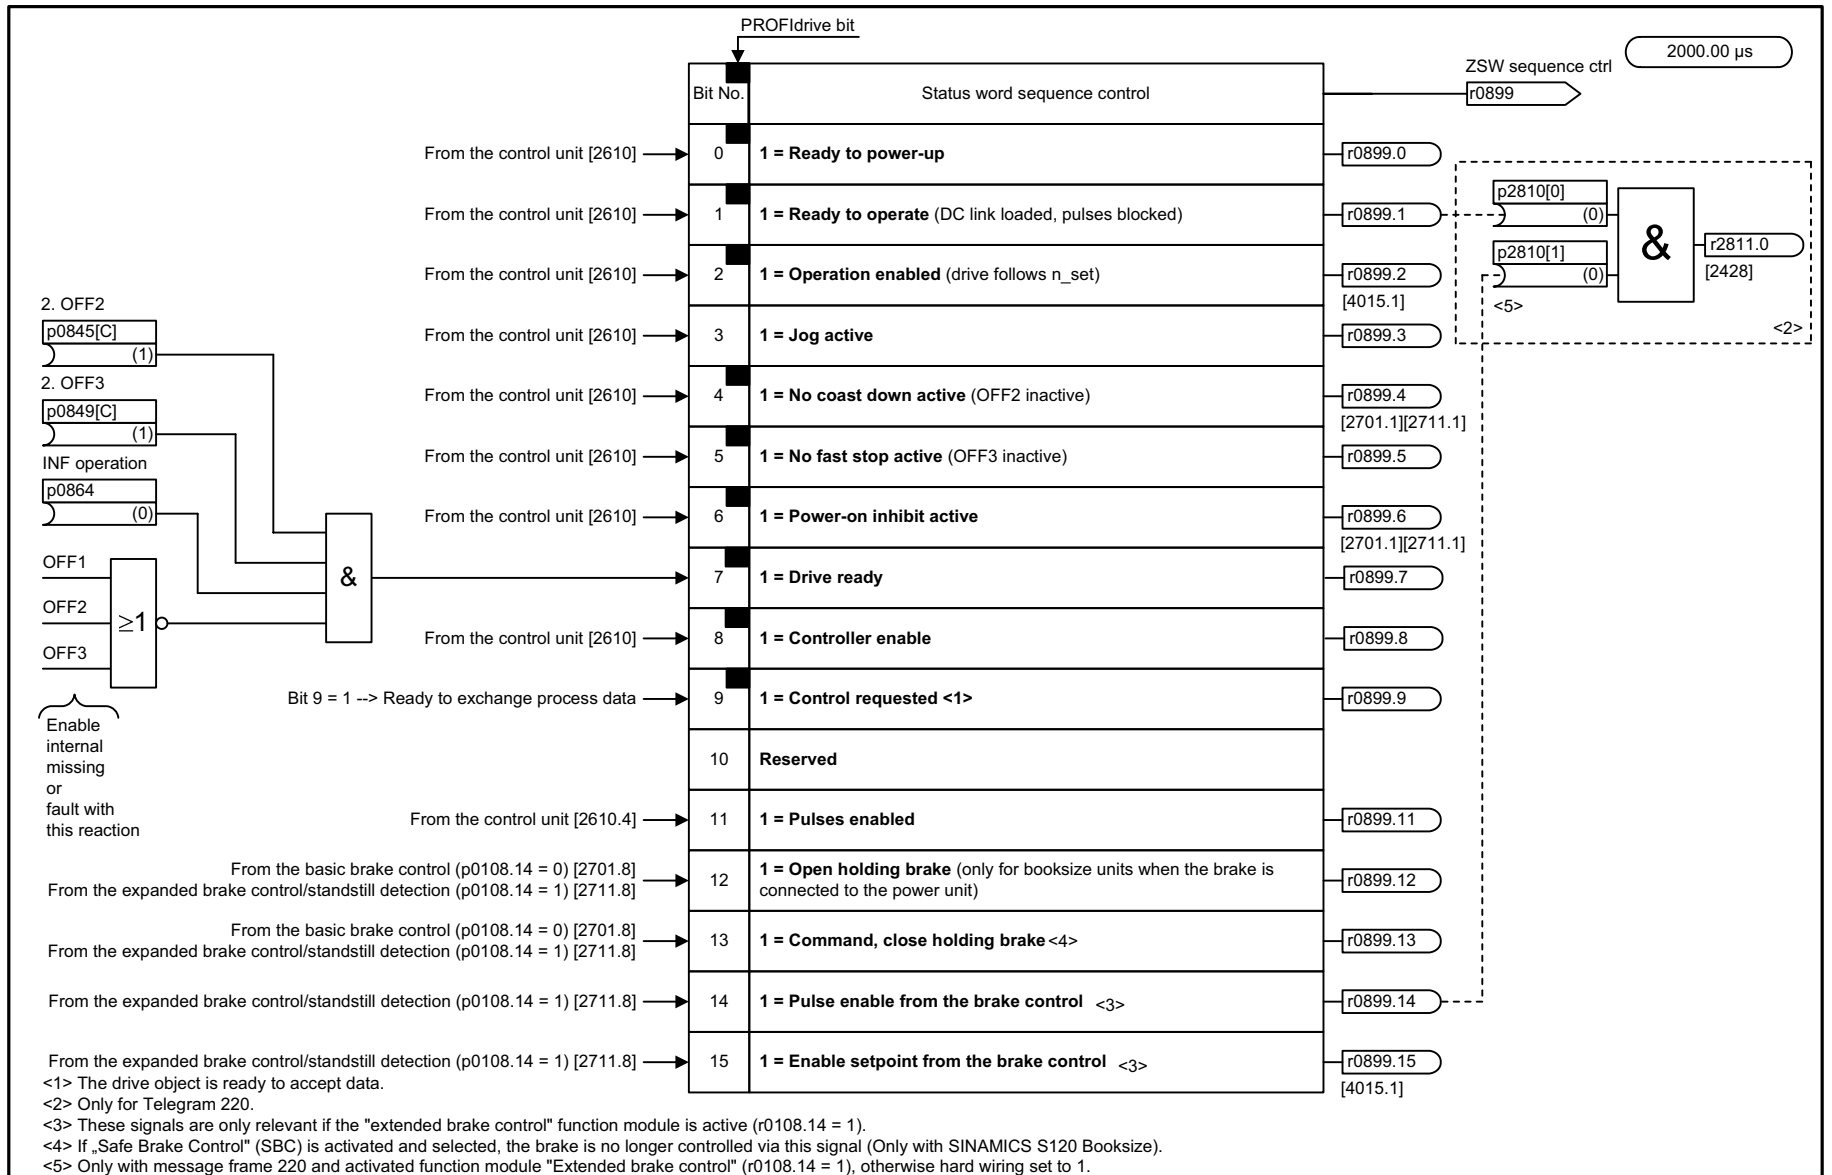 PROFIdrive bit
2000.00 µs
ZSW sequence ctrl
Bit No.
Status word sequence control
r0899
From the control unit [2610]
0
1 = Ready to power-up
r0899.0
From the control unit [2610]
1
1 = Ready to operate (DC link loaded, pulses blocked)
r0899.1
p2810[0]
(0)
&
r2811.0
[2428]
p2810[1]
(0)
<5>
<2>
From the control unit [2610]
2
1 = Operation enabled (drive follows n_set)
r0899.2
[4015.1]
2. OFF2
p0845[C]
(1)
From the control unit [2610]
3
1 = Jog active
r0899.3
2. OFF3
p0849[C]
(1)
From the control unit [2610]
4
1 = No coast down active (OFF2 inactive)
r0899.4
[2701.1][2711.1]
INF operation
p0864
(0)
From the control unit [2610]
5
1 = No fast stop active (OFF3 inactive)
r0899.5
From the control unit [2610]
6
1 = Power-on inhibit active
r0899.6
[2701.1][2711.1]
OFF1
OFF2
OFF3
≥1
&
7
1 = Drive ready
r0899.7
From the control unit [2610]
8
1 = Controller enable
r0899.8
Bit 9 = 1 --> Ready to exchange process data
9
1 = Control requested <1>
r0899.9
Enable
internal
missing
or
fault with
this reaction
10
Reserved
From the control unit [2610.4]
11
1 = Pulses enabled
r0899.11
From the basic brake control (p0108.14 = 0) [2701.8]
From the expanded brake control/standstill detection (p0108.14 = 1) [2711.8]
12
1 = Open holding brake (only for booksize units when the brake is
connected to the power unit)
r0899.12
From the basic brake control (p0108.14 = 0) [2701.8]
From the expanded brake control/standstill detection (p0108.14 = 1) [2711.8]
13
1 = Command, close holding brake <4>
r0899.13
From the expanded brake control/standstill detection (p0108.14 = 1) [2711.8]
14
1 = Pulse enable from the brake control <3>
r0899.14
From the expanded brake control/standstill detection (p0108.14 = 1) [2711.8]
15
1 = Enable setpoint from the brake control <3>
r0899.15
[4015.1]
<1> The drive object is ready to accept data.
<2> Only for Telegram 220.
<3> These signals are only relevant if the "extended brake control" function module is active (r0108.14 = 1).
<4> If „Safe Brake Control" (SBC) is activated and selected, the brake is no longer controlled via this signal (Only with SINAMICS S120 Booksize).
<5> Only with message frame 220 and activated function module "Extended brake control" (r0108.14 = 1), otherwise hard wiring set to 1.